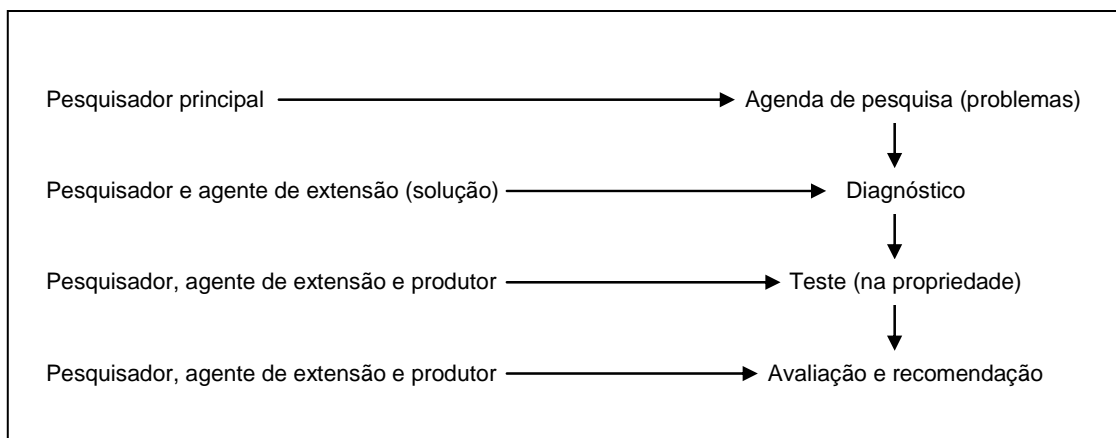 Pesquisador principal Agenda de pesquisa (problemas)
Pesquisador e agente de extensão (solução) Diagnóstico
Pesquisador, agente de extensão e produtor Teste (na propriedade)
Pesquisador, agente de extensão e produtor Avaliação e recomendação